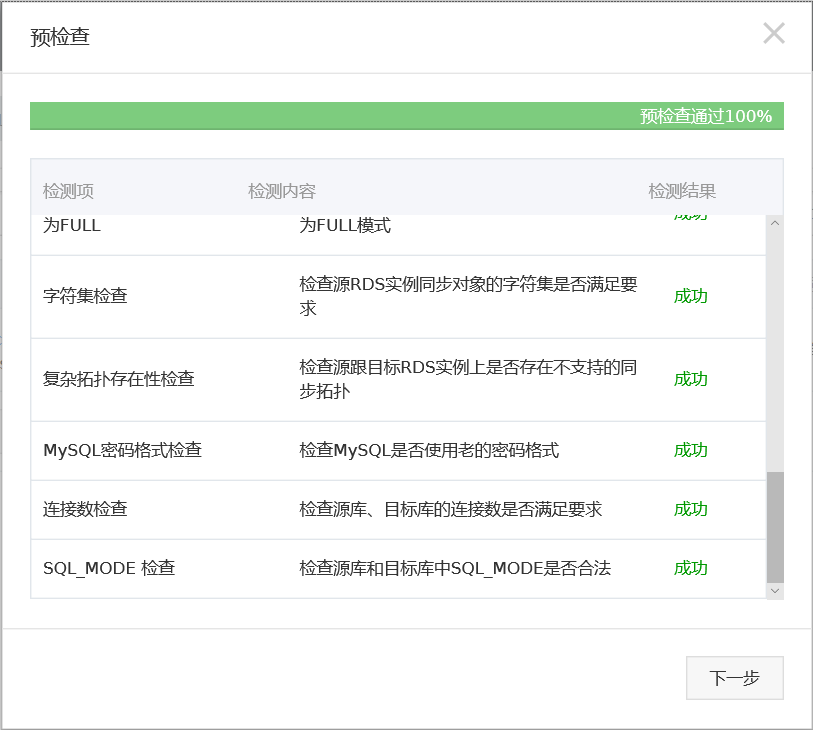 预检查
预检查通过100%
检测项 检测内容 检测结果
成功
为FULL 为FULL模式
检查源RDS实例同步对象的字符集是否满足要
字符集检查 成功
求
检查源跟目标RDS实例上是否存在不支持的同
复杂拓扑存在性检查 成功
步拓扑
MySQL密码格式检查 检查MySQL是否使用老的密码格式 成功
连接数检查 检查源库、目标库的连接数是否满足要求 成功
SQL_MODE 检查 检查源库和目标库中SQL_MODE是否合法 成功
下一步